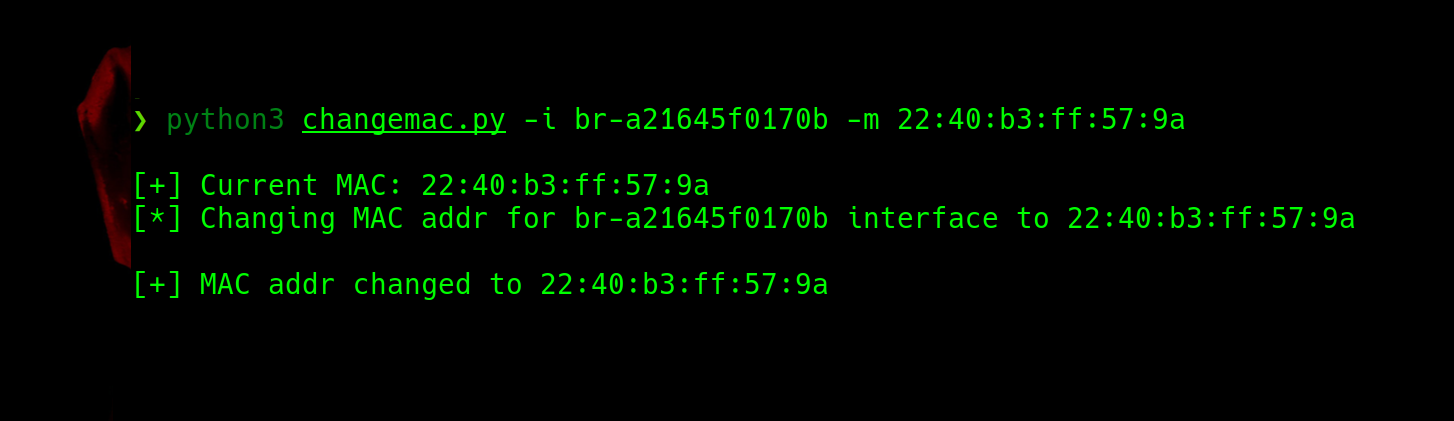 ❯ python3 changemac.py -i br-a21645f0170b -m 22:40:b3:ff:57:9a
[+] Current MAC: 22:40:b3:ff:57:9a
[*] Changing MAC addr for br-a21645f0170b interface to 22:40:b3:ff:57:9a
[+] MAC addr changed to 22:40:b3:ff:57:9a